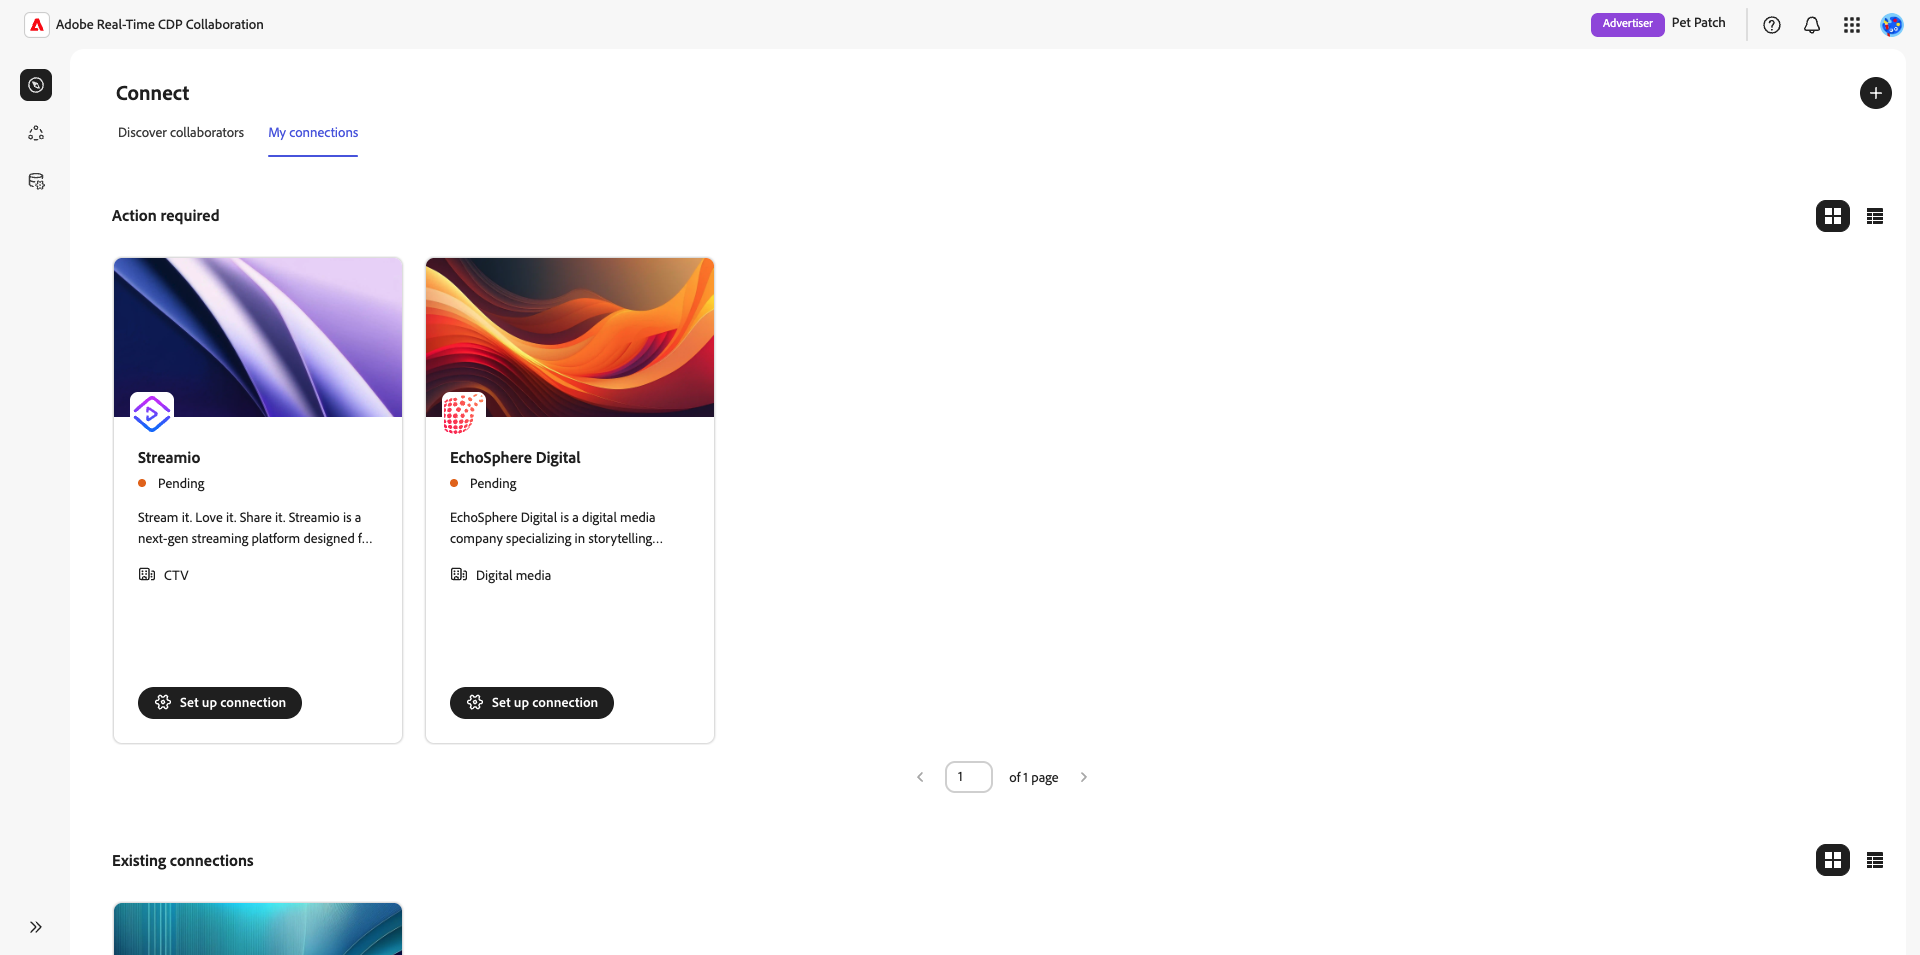 Adobe Real-Time CDP Collaboration
Advertiser Pet Patch
Connect
Discover collaborators My connections
Action required
Streamio
Pending
Stream it. Love it. Share it. Streamio is a
next-gen streaming platform designed f...
CTV
Set up connection
EchoSphere Digital
Pending
EchoSphere Digital is a digital media
company specializing in storytelling...
Digital media
Set up connection
1 of 1 page
Existing connections